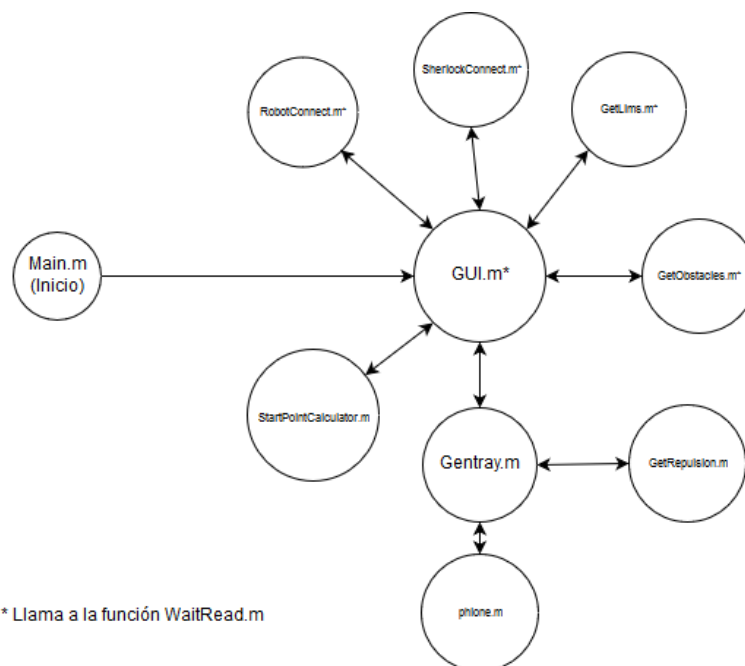 SherlockConnect.m*
RobotConnect.m*
GetLims.m*
Main.m
(Inicio)
GUI.m*
GetObstacles.m*
StartPointCalculator.m
Gentray.m
GetRepulsion.m
phione.m
* Llama a la función WaitRead.m